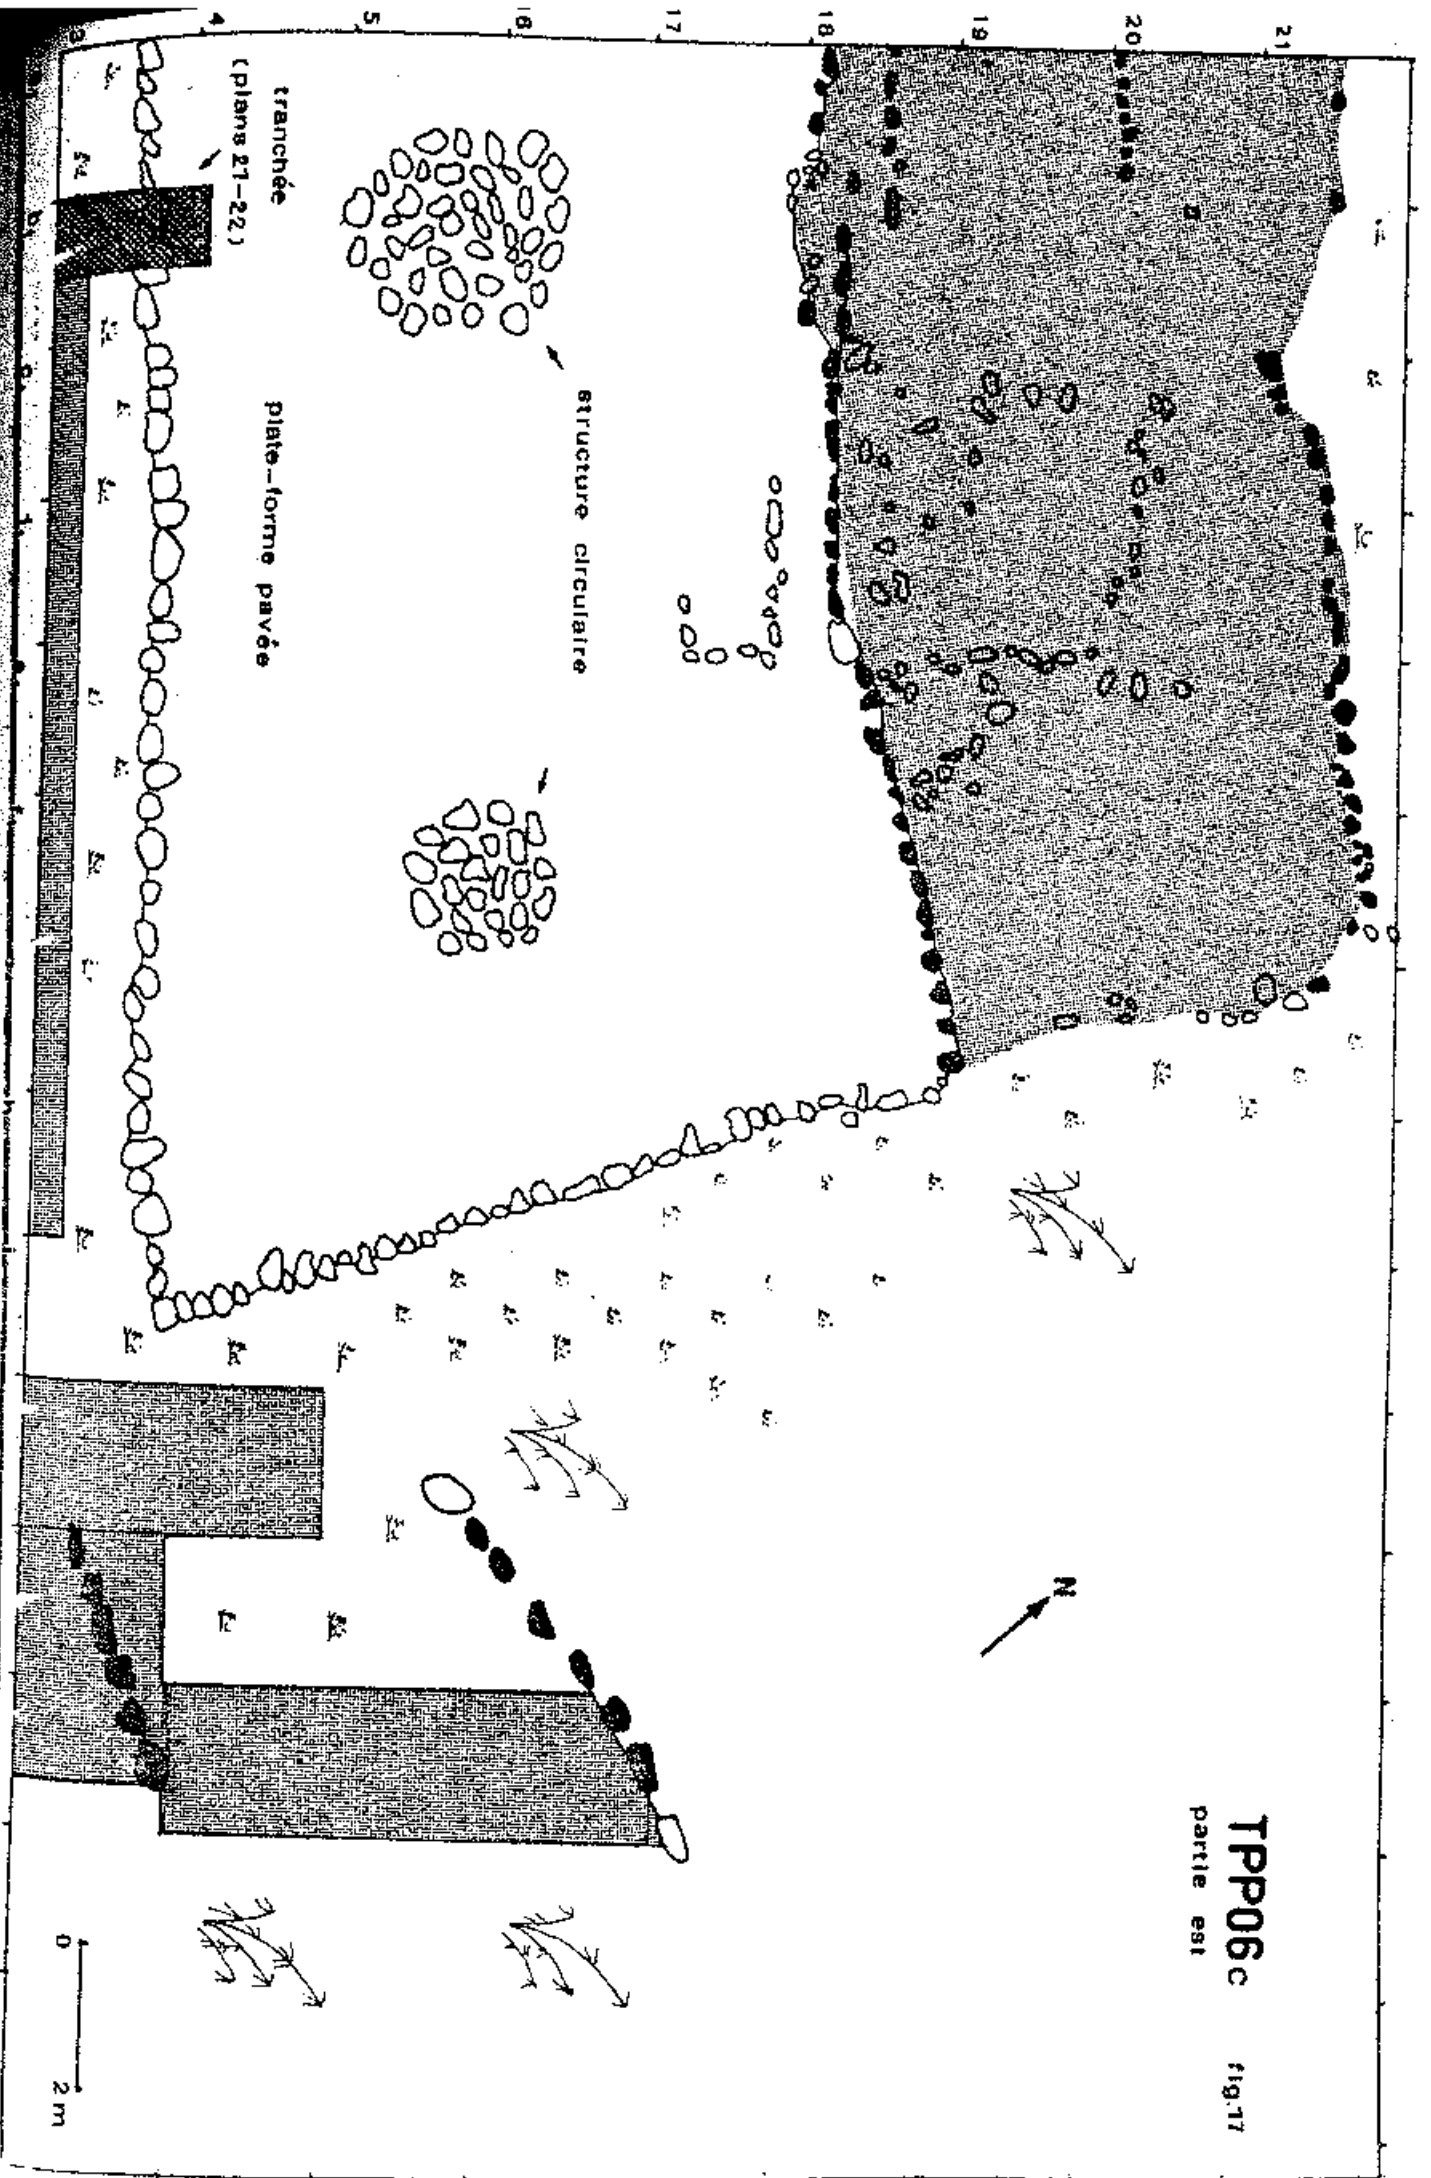 TPP06c fig.17
partie est
N
21
20
19
18
17
16
5
4
3
structure circulaire
tranchée
(plans 21-22)
plate-forme pavée
0 2 m